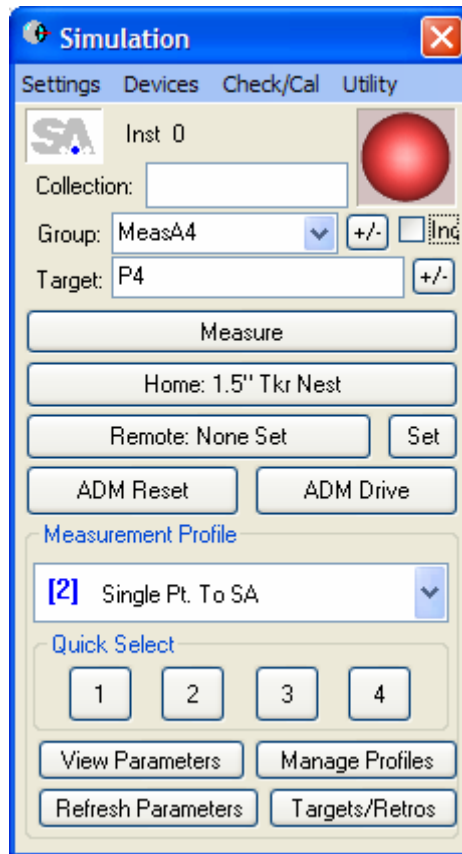 Simulation
Settings Devices Check/Cal Utility
SA Inst 0
Collection:
Group: MeasA4 +/- Inc
Target: P4 +/-
Measure
Home: 1.5" Tkr Nest
Remote: None Set Set
ADM Reset ADM Drive
Measurement Profile
[2] Single Pt. To SA
Quick Select
1 2 3 4
View Parameters Manage Profiles
Refresh Parameters Targets/Retros